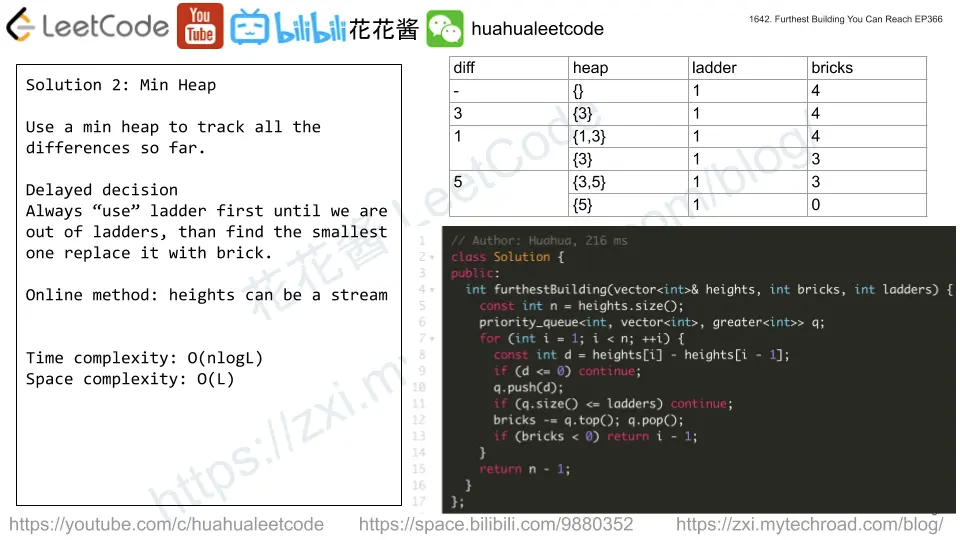 LeetCode
You
Tube
bilibili
花花酱
huahualeetcode
1642. Furthest Building You Can Reach EP366
Solution 2: Min Heap
Use a min heap to track all the
differences so far.
Delayed decision
Always “use” ladder first until we are
out of ladders, than find the smallest
one replace it with brick.
Online method: heights can be a stream
Time complexity: O(nlogL)
Space complexity: O(L)
diff heap ladder bricks
- {} 1 4
3 {3} 1 4
1 {1,3} 1 4
{3} 1 3
5 {3,5} 1 3
{5} 1 0
1 // Author: Huahua, 216 ms
2 class Solution {
3 public:
4 int furthestBuilding(vector<int>& heights, int bricks, int ladders) {
5 const int n = heights.size();
6 priority_queue<int, vector<int>, greater<int>> q;
7 for (int i = 1; i < n; ++i) {
8 const int d = heights[i] - heights[i - 1];
9 if (d <= 0) continue;
10 q.push(d);
11 if (q.size() <= ladders) continue;
12 bricks -= q.top(); q.pop();
13 if (bricks < 0) return i - 1;
14 }
15 return n - 1;
16 }
17 };
花花酱 LeetCode
https://zxi.my com/blog/
https://youtube.com/c/huahualeetcode https://space.bilibili.com/9880352 https://zxi.mytechroad.com/blog/